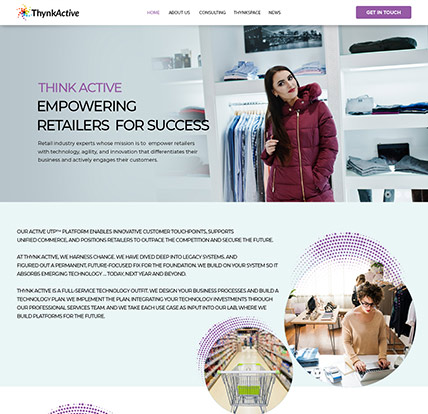 ThynkActive
HOME ABOUT US CONSULTING THYNKSPACE NEWS
GET IN TOUCH
THINK ACTIVE
EMPOWERING
RETAILERS FOR SUCCESS
Retail industry experts whose mission is to empower retailers
with technology, agility, and innovation that differentiates their
business and actively engages their customers.
OUR ACTIVE UTP™ PLATFORM ENABLES INNOVATIVE CUSTOMER TOUCHPOINTS, SUPPORTS
UNIFIED COMMERCE, AND POSITIONS RETAILERS TO OUTPACE THE COMPETITION AND SECURE THE FUTURE.
AT THYNK ACTIVE, WE HARNESS CHANGE. WE HAVE DIVED DEEP INTO LEGACY SYSTEMS, AND
FIGURED OUT A PERMANENT, FUTURE-FOCUSED FIX FOR THE FOUNDATION. WE BUILD ON YOUR SYSTEM SO IT
ABSORBS EMERGING TECHNOLOGY ... TODAY, NEXT YEAR AND BEYOND.
THYNK ACTIVE IS A FULL-SERVICE TECHNOLOGY OUTFIT. WE DESIGN YOUR BUSINESS PROCESSES AND BUILD A
TECHNOLOGY PLAN. WE IMPLEMENT THE PLAN, INTEGRATING YOUR TECHNOLOGY INVESTMENTS THROUGH
OUR PROFESSIONAL SERVICES TEAM. AND WE TAKE EACH USE CASE AS INPUT INTO OUR LAB, WHERE WE
BUILD PLATFORMS FOR THE FUTURE.